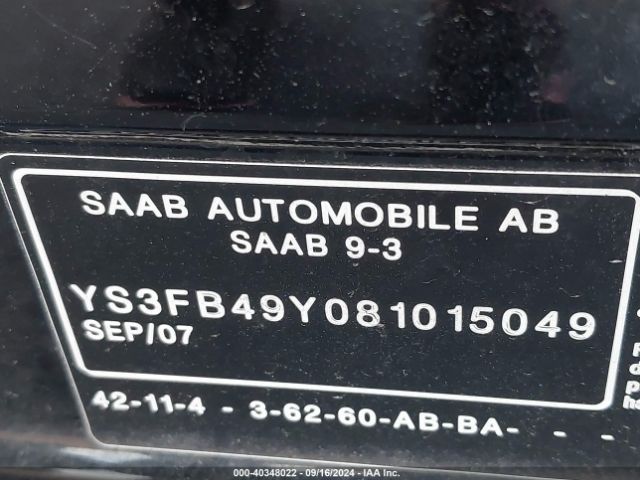 SAAB AUTOMOBILE AB
SAAB 9-3
YS3FB49Y081015049
SEP/07
42-11-4 - 3-62-60-AB-BA- - -
000-40348022 - 09/16/2024 - IAA Inc.